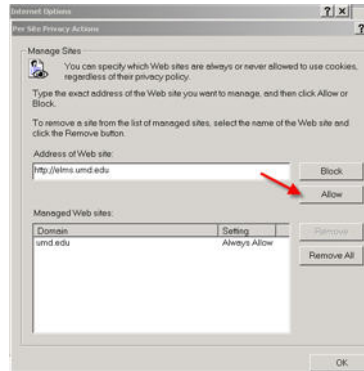 Internet Options
Per Site Privacy Actions
Manage Sites
You can specify which Web sites are always or never allowed to use cookies,
regardless of their privacy policy.
Type the exact address of the Web site you want to manage, and then click Allow or
Block.
To remove a site from the list of managed sites, select the name of the Web site and
click the Remove button.
Address of Web site:
http://elms.umd.edu
Block
Allow
Managed Web sites:
Domain Setting
Remove
umd.edu Always Allow
Remove All
OK